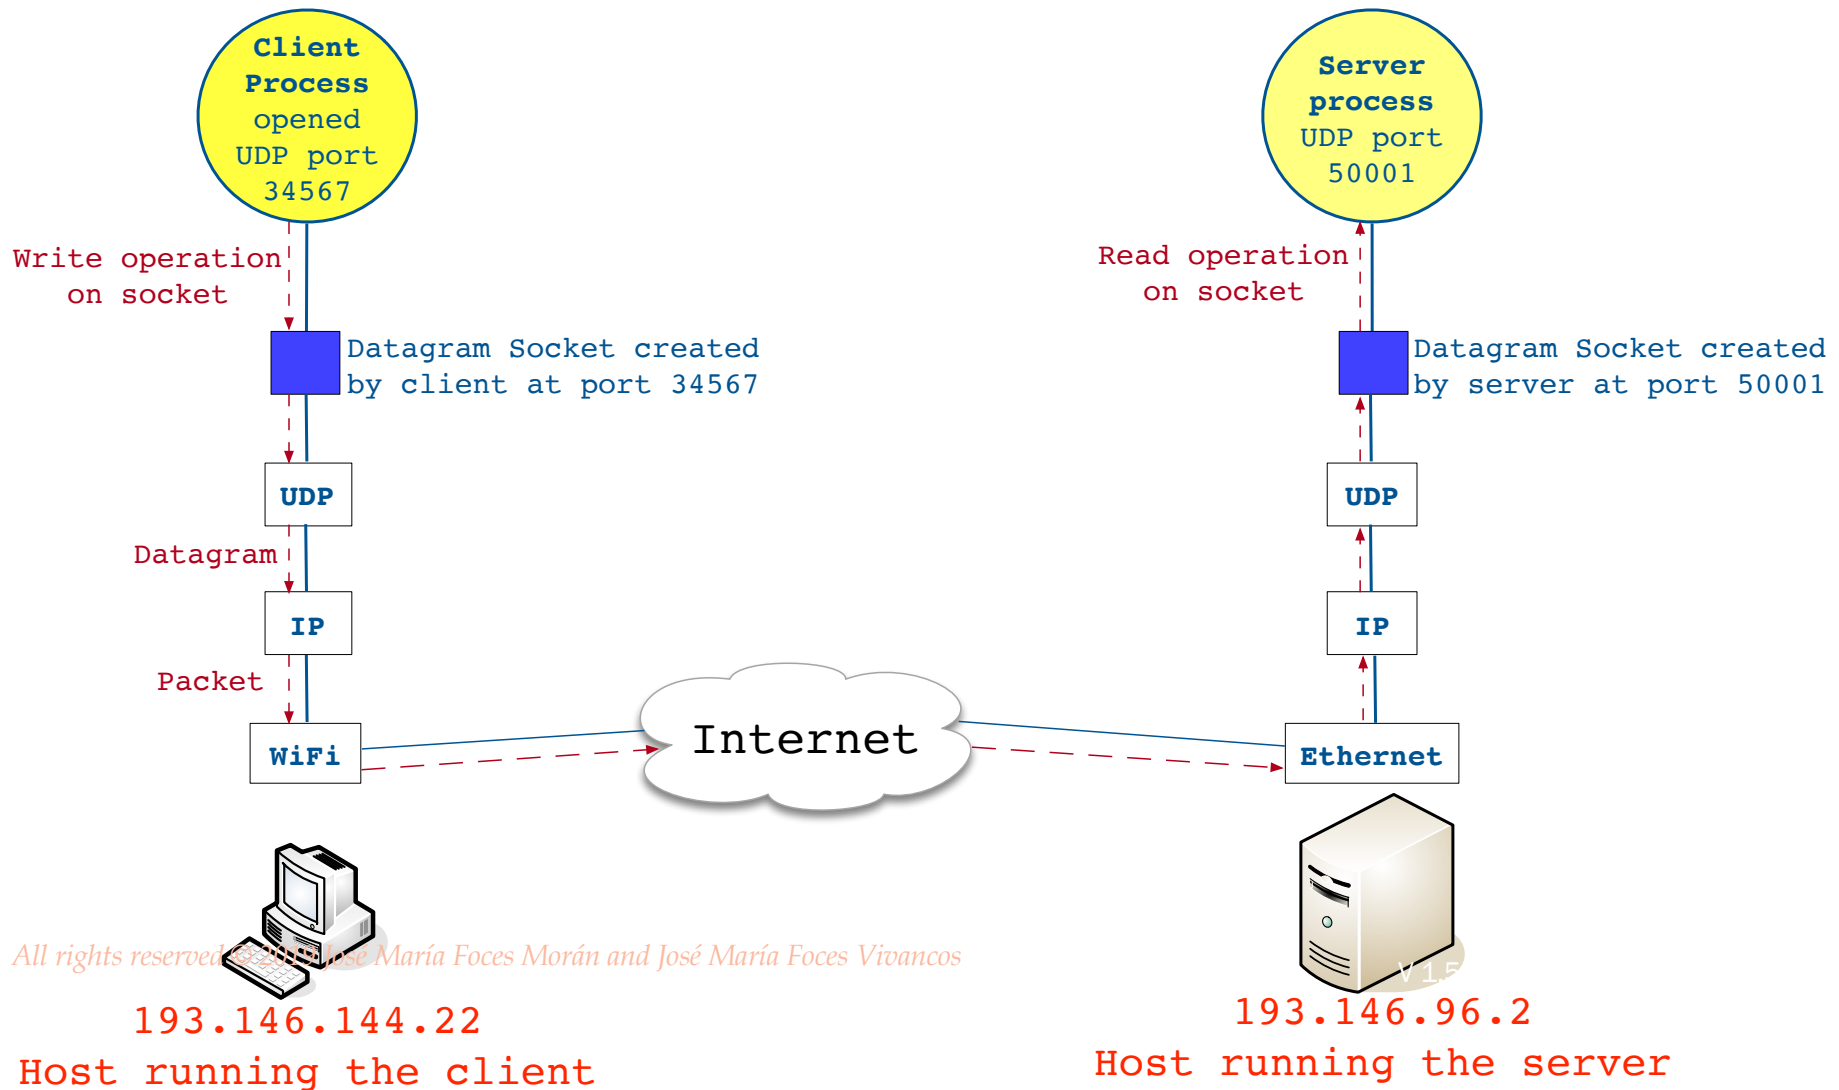 Client
Process
opened
UDP port
34567
Server
process
UDP port
50001
Write operation
on socket
Read operation
on socket
Datagram Socket created
by client at port 34567
Datagram Socket created
by server at port 50001
UDP
UDP
Datagram
IP
IP
Packet
WiFi
Internet
Ethernet
All rights reserved © 2019 José María Foces Morán and José María Foces Vivancos
V 1.5
193.146.144.22
Host running the client
193.146.96.2
Host running the server